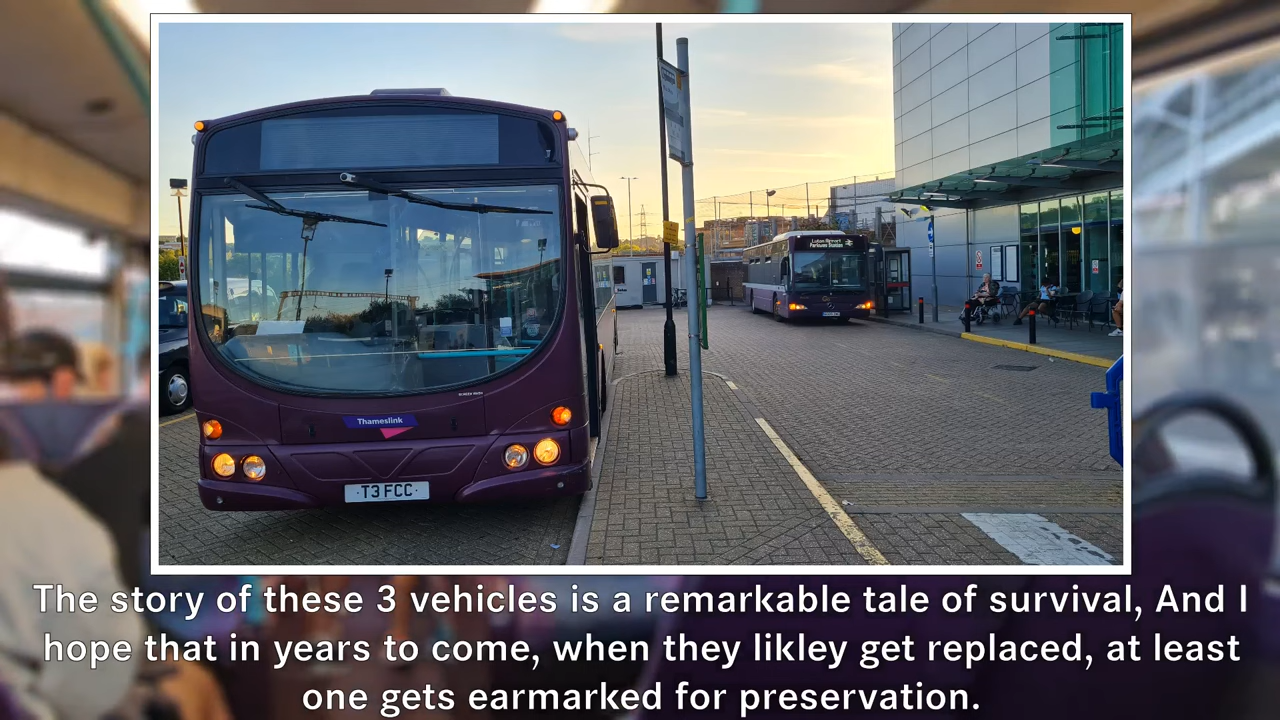 Luton Airport
Parkway Station
Thameslink
T3 FCC
The story of these 3 vehicles is a remarkable tale of survival, And I
hope that in years to come, when they likley get replaced, at least
one gets earmarked for preservation.